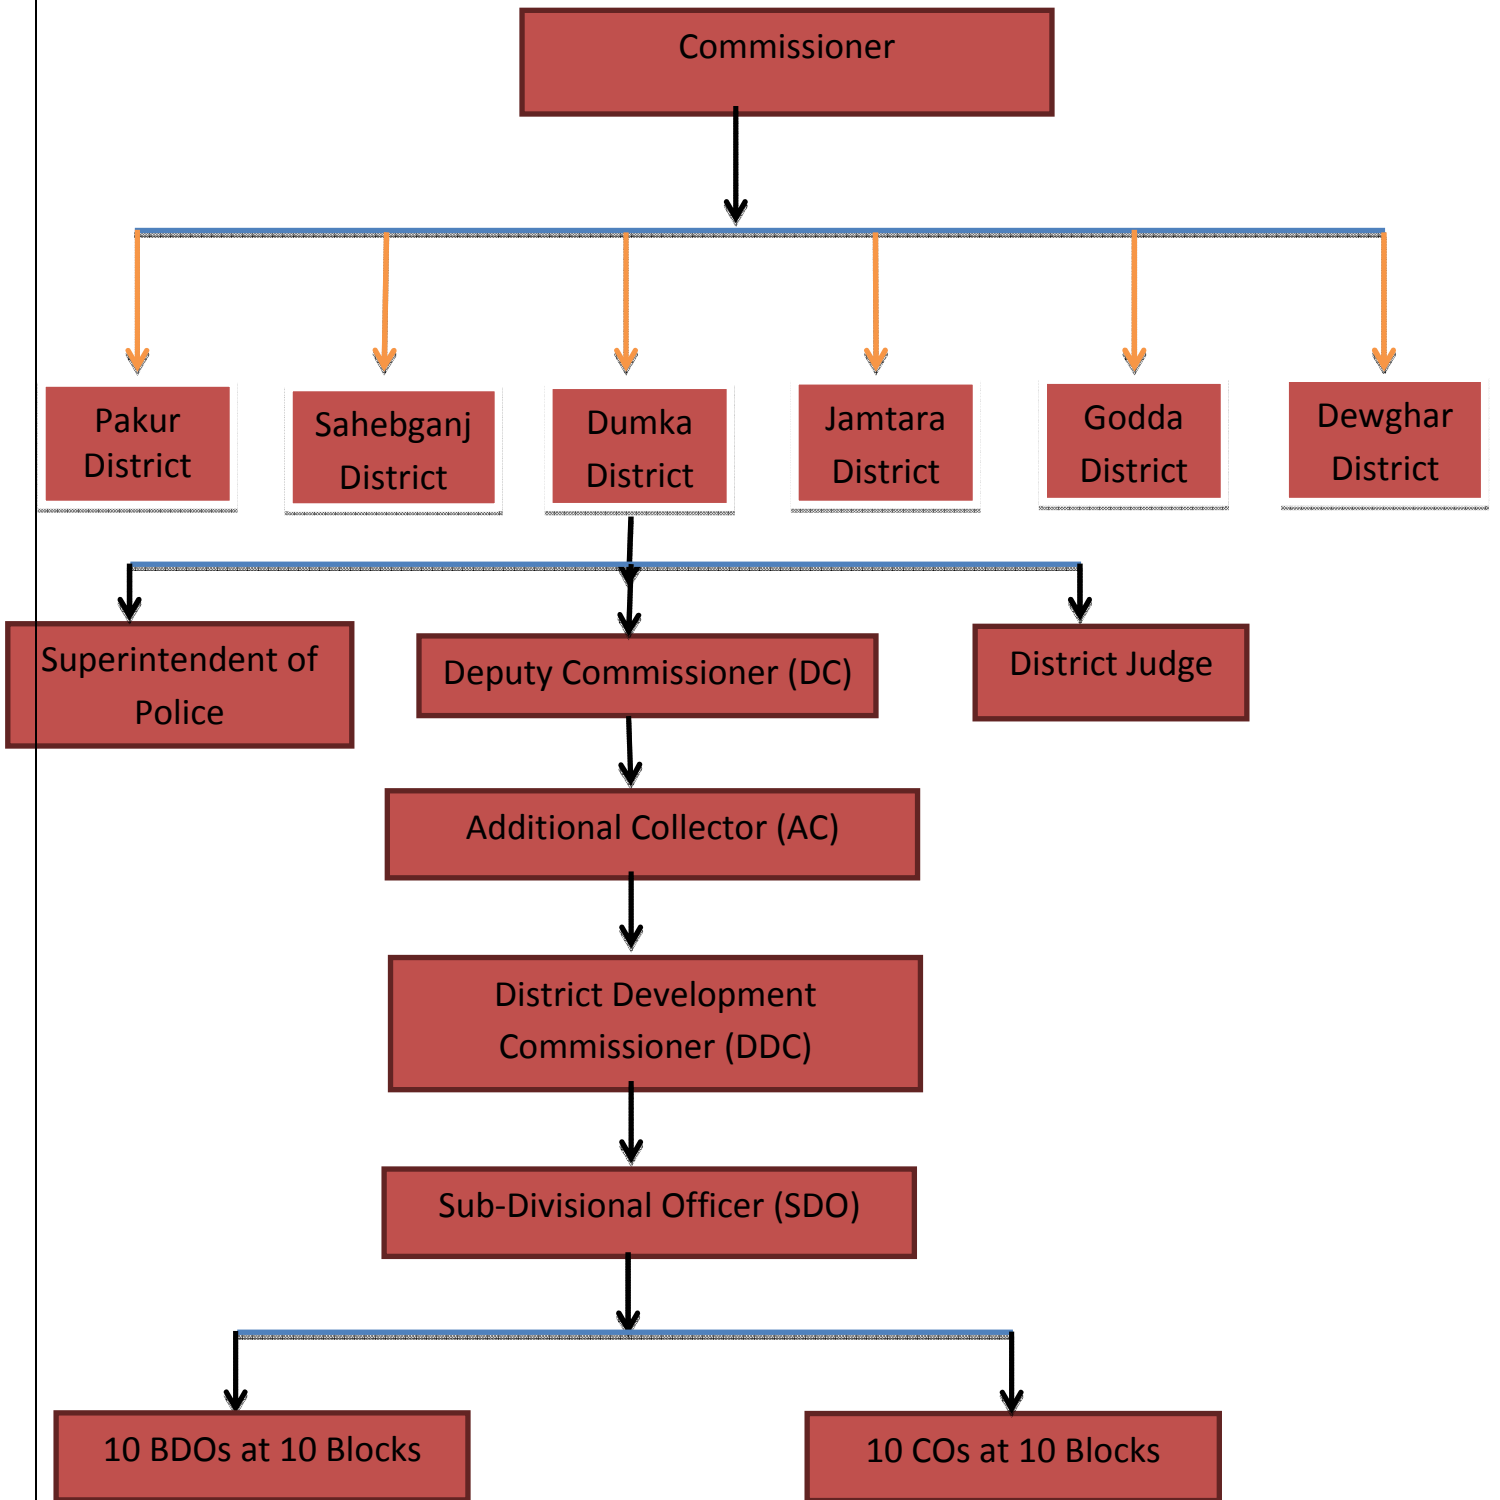 Commissioner
Pakur
District
Sahebganj
District
Dumka
District
Jamtara
District
Godda
District
Dewghar
District
Superintendent of
Police
Deputy Commissioner (DC)
District Judge
Additional Collector (AC)
District Development
Commissioner (DDC)
Sub-Divisional Officer (SDO)
10 BDOs at 10 Blocks
10 COs at 10 Blocks